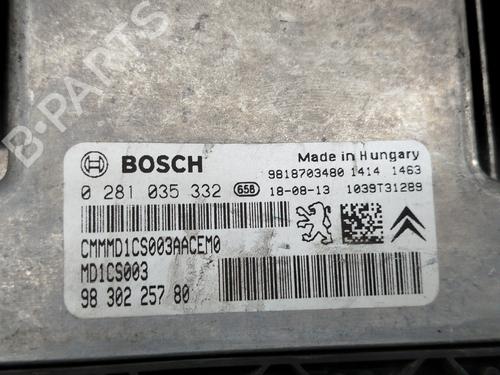 B-PARTS
BOSCH
Made in Hungary
9818703480 1414 1463
0 281 035 332 65B 18-08-13 1039T31289
CMMMD1CS003AACEM0
MD1CS003
98 302 257 80